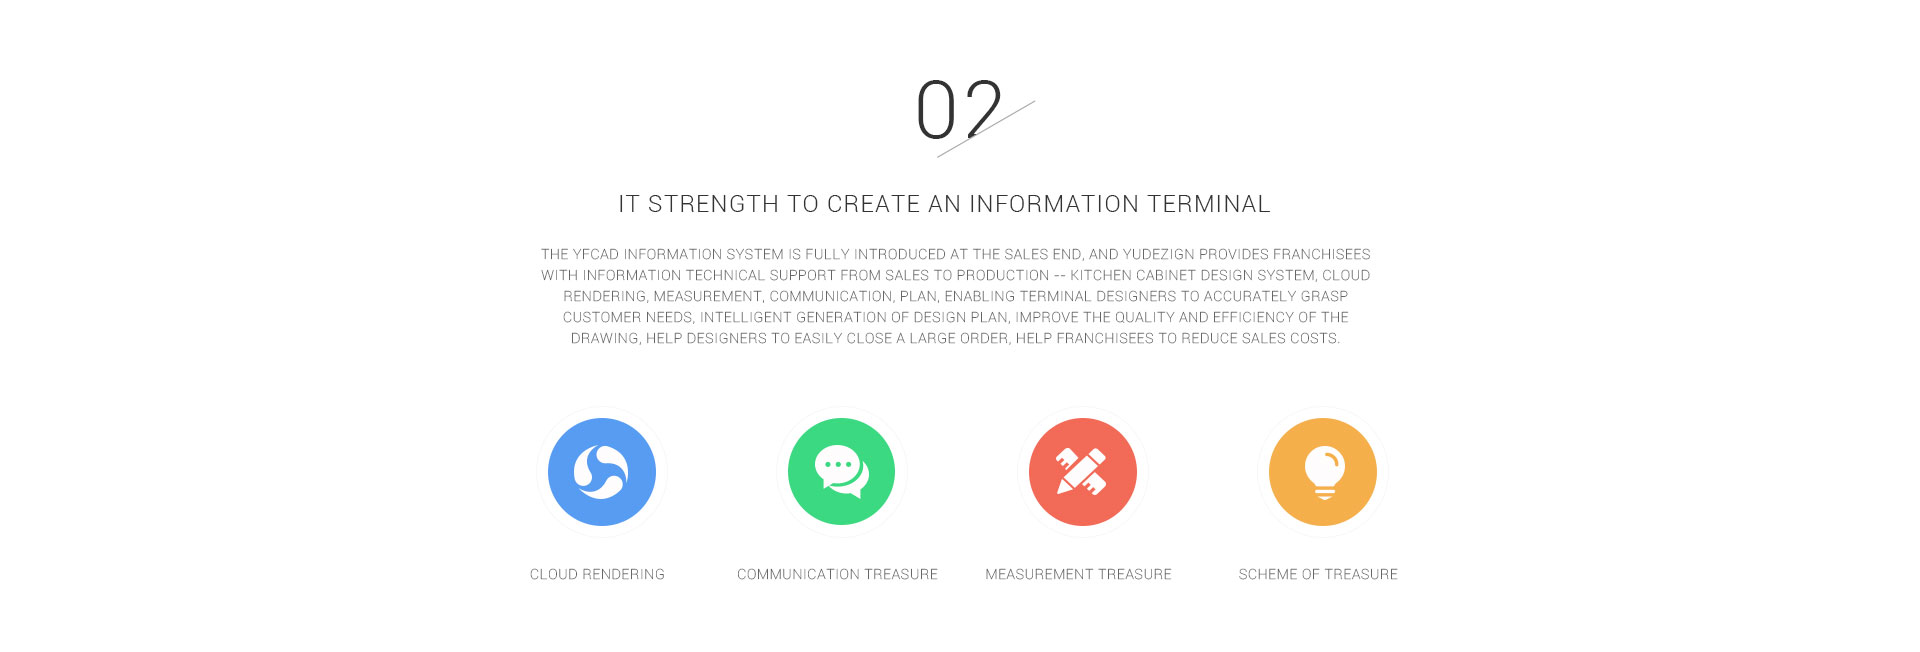 02
IT STRENGTH TO CREATE AN INFORMATION TERMINAL
THE YFCAD INFORMATION SYSTEM IS FULLY INTRODUCED AT THE SALES END, AND YUDEZIGN PROVIDES FRANCHISEES
WITH INFORMATION TECHNICAL SUPPORT FROM SALES TO PRODUCTION -- KITCHEN CABINET DESIGN SYSTEM, CLOUD
RENDERING, MEASUREMENT, COMMUNICATION, PLAN, ENABLING TERMINAL DESIGNERS TO ACCURATELY GRASP
CUSTOMER NEEDS, INTELLIGENT GENERATION OF DESIGN PLAN, IMPROVE THE QUALITY AND EFFICIENCY OF THE
DRAWING, HELP DESIGNERS TO EASILY CLOSE A LARGE ORDER, HELP FRANCHISEES TO REDUCE SALES COSTS.
CLOUD RENDERING
COMMUNICATION TREASURE
MEASUREMENT TREASURE
SCHEME OF TREASURE